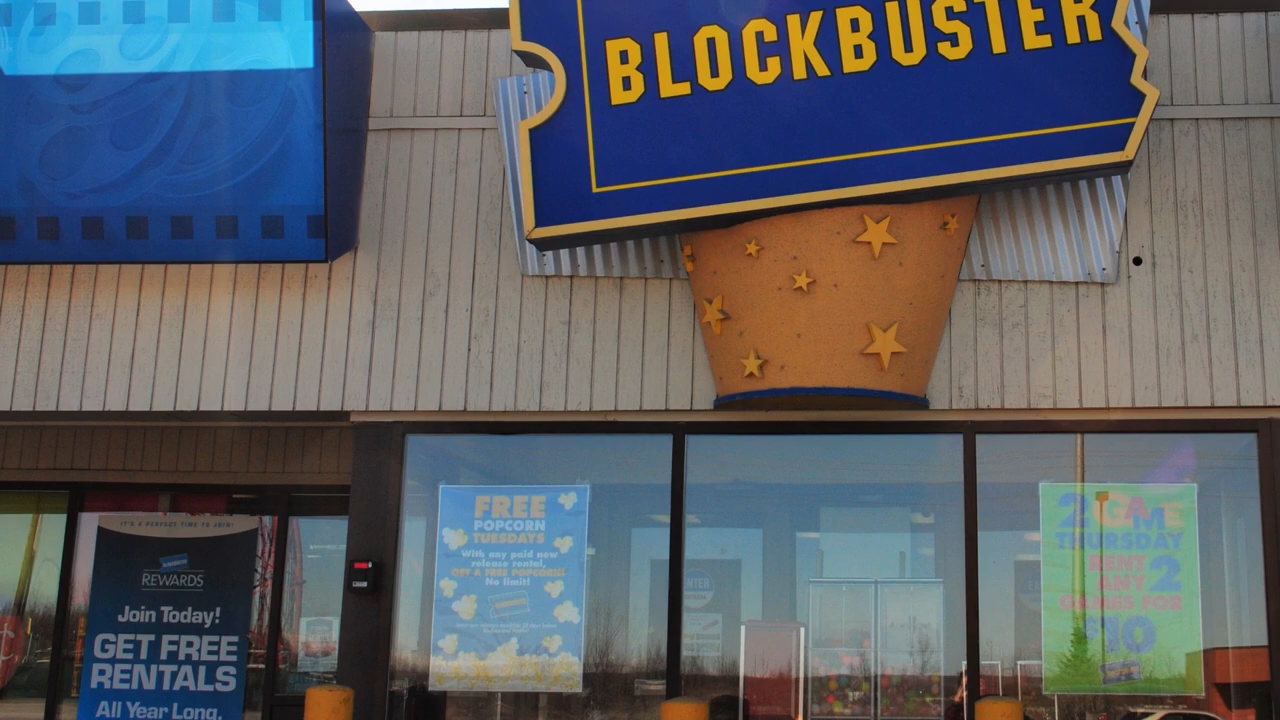 BLOCKBUSTER
IT'S A PERFECT TIME TO JOIN!
REWARDS
Join Today!
GET FREE
RENTALS
All Year Long.
FREE
POPCORN
TUESDAYS
With any paid new
release rental,
GET A FREE POPCORN!
No limit!
2 GAME
THURSDAY
RENT
ANY 2
GAMES FOR
$10